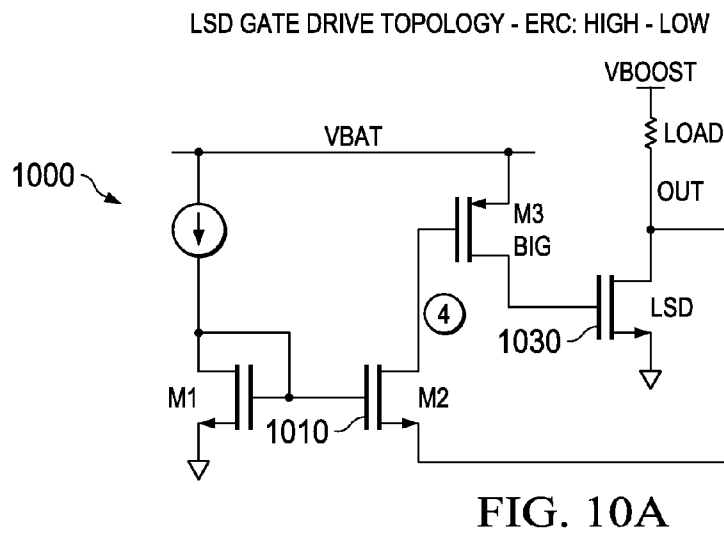 LSD GATE DRIVE TOPOLOGY - ERC: HIGH - LOW
VBOOST
VBAT
LOAD
1000
OUT
M3
BIG
4
LSD
1030
M1
M2
1010
FIG. 10A